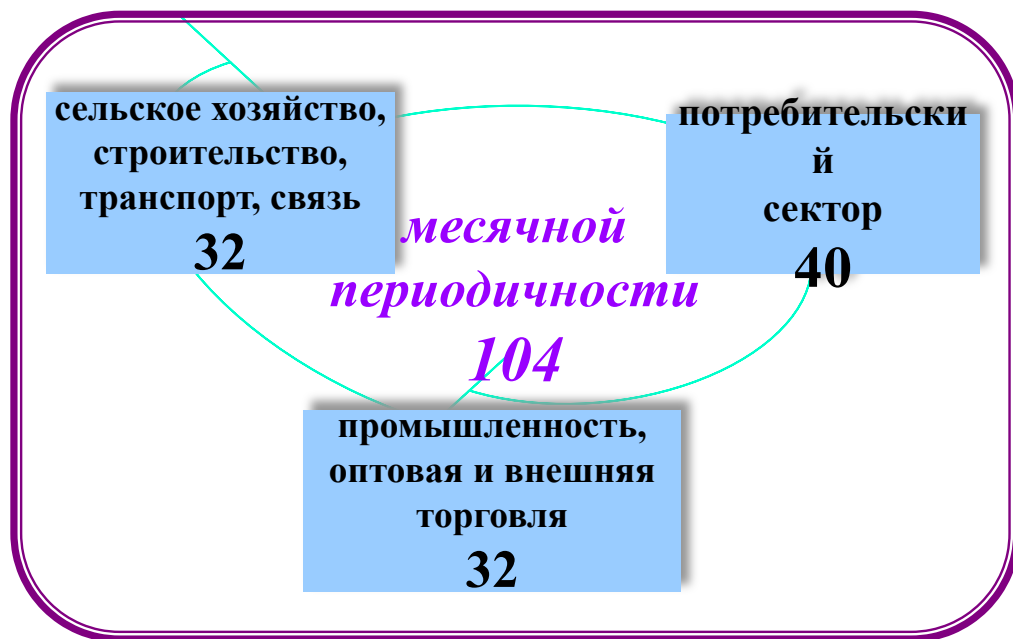 сельское хозяйство,
строительство,
транспорт, связь
32
потребительски
й
сектор
40
месячной
периодичности
104
промышленность,
оптовая и внешняя
торговля
32